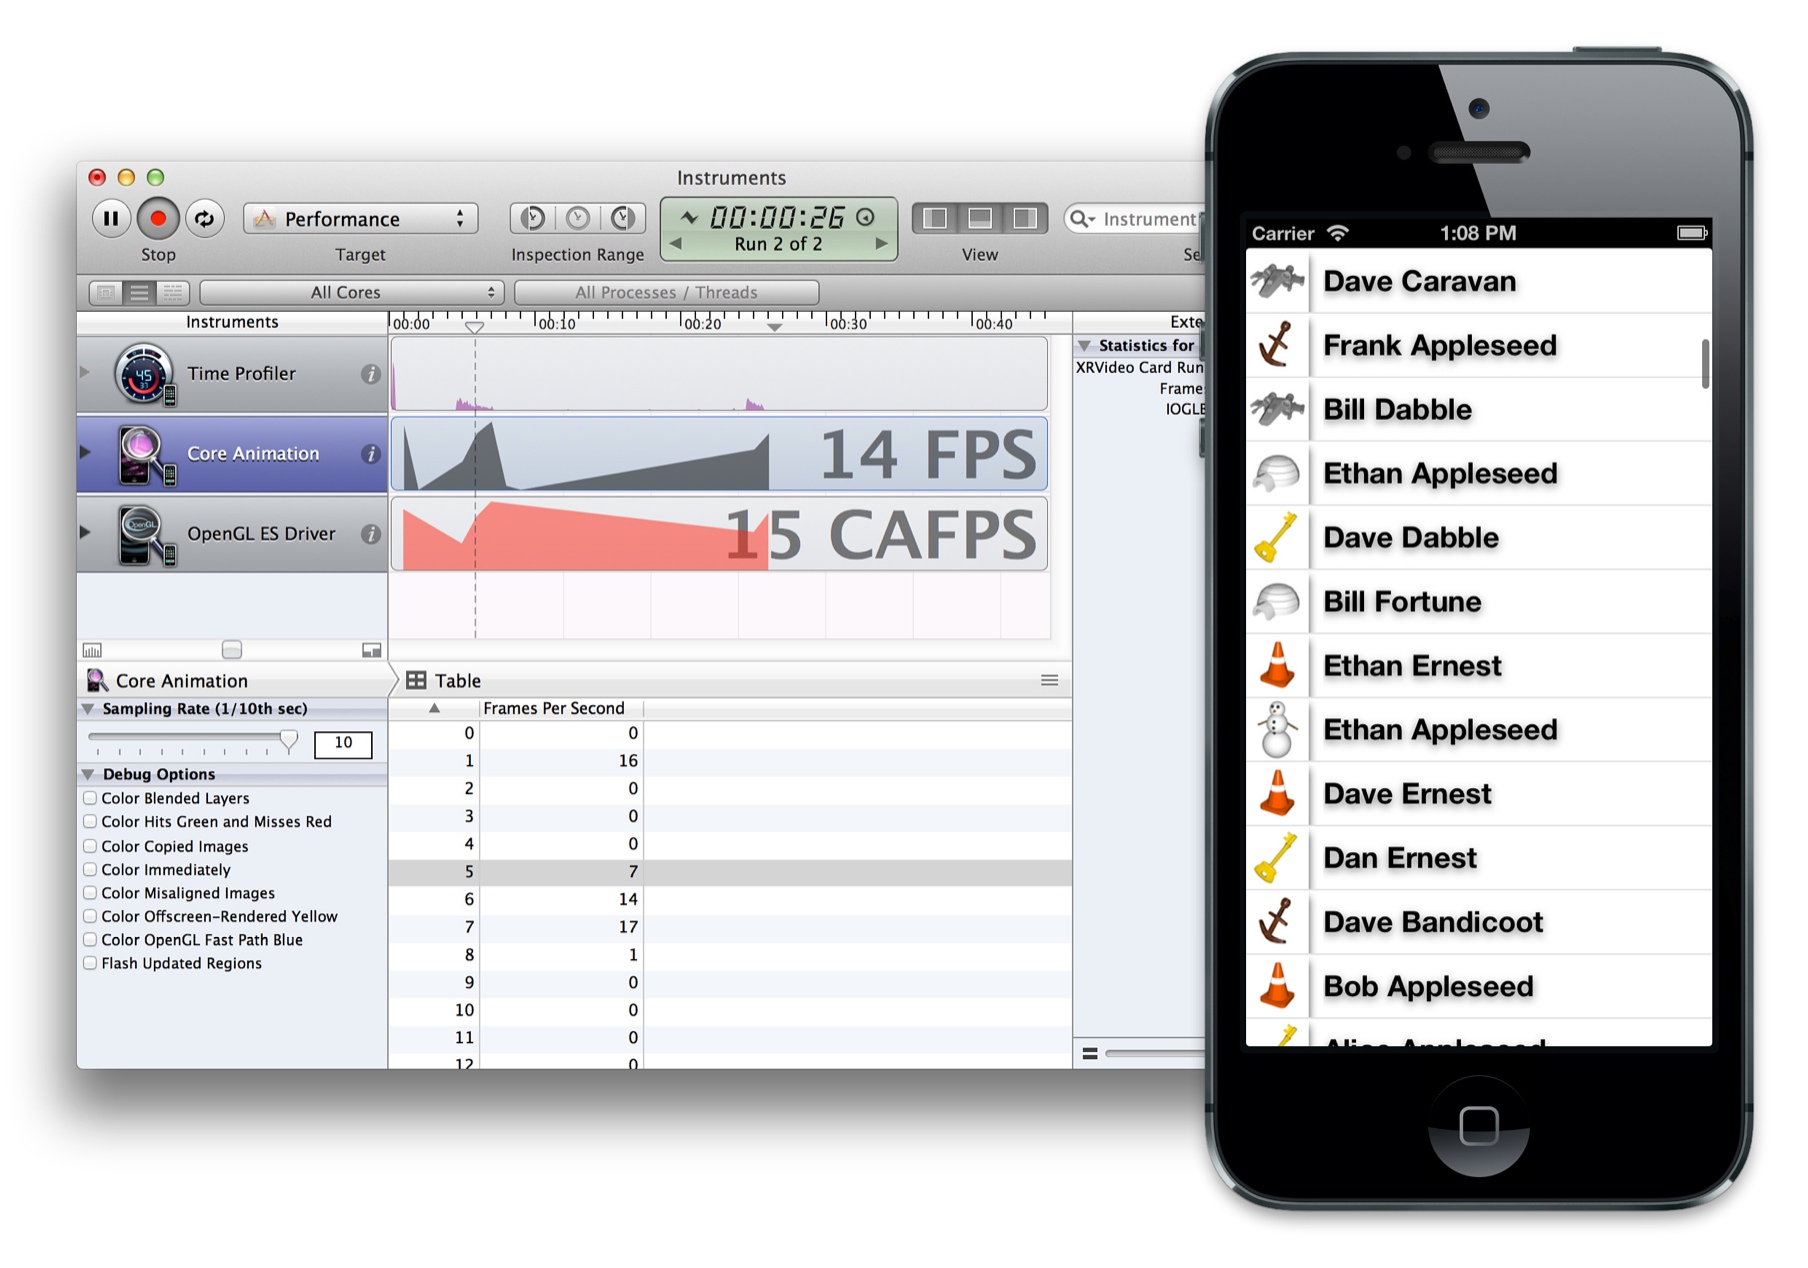 Instruments
00:00:26
Run 2 of 2
Performance
Instrument
Stop
Target
Inspection Range
View
All Cores
All Processes / Threads
Instruments
00:00 00:10 00:20 00:30 00:40
Time Profiler
Core Animation
14 FPS
OpenGL ES Driver
15 CAFPS
Statistics for
XRVideo Card Run
Frame
Core Animation
Table
Sampling Rate (1/10th sec)
10
Debug Options
Color Blended Layers
Color Hits Green and Misses Red
Color Copied Images
Color Immediately
Color Misaligned Images
Color Offscreen-Rendered Yellow
Color OpenGL Fast Path Blue
Flash Updated Regions
Frames Per Second
0 0
1 16
2 0
3 0
4 0
5 7
6 14
7 17
8 1
9 0
10 0
11 0
12 0
Carrier 1:08 PM
Dave Caravan
Frank Appleseed
Bill Dabble
Ethan Appleseed
Dave Dabble
Bill Fortune
Ethan Ernest
Ethan Appleseed
Dave Ernest
Dan Ernest
Dave Bandicoot
Bob Appleseed
Alice Appleseed